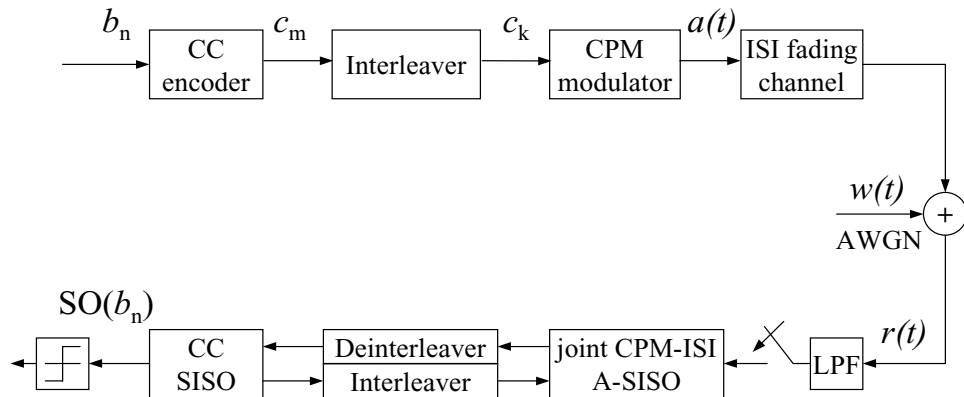 b_n
CC
encoder
c_m
Interleaver
c_k
CPM
modulator
a(t)
ISI fading
channel
w(t)
+
AWGN
SO(b_n)
CC
SISO
Deinterleaver
Interleaver
joint CPM-ISI
A-SISO
LPF
r(t)